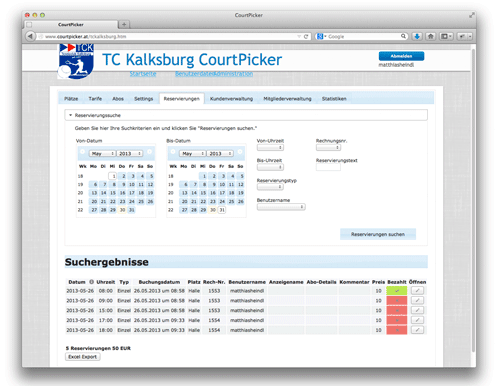 CourtPicker
CourtPicker
www.courtpicker.at/tckalksburg.htm
Google
TCK
TC Kalksburg CourtPicker
Abmelden
matthiasheindl
Startseite Benutzerdaten Administration
Plätze Tarife Abos Settings Reservierungen Kundenverwaltung Mitgliederverwaltung Statistiken
Reservierungssuche
Geben sie hier Ihre Suchkriterien ein und klicken Sie "Reservierungen suchen."
Von-Datum Bis-Datum Von-Uhrzeit Rechnungsnr.
May 2013 May 2013
Bis-Uhrzeit Reservierungstext
Wk Mo Di Mi Do Fr Sa So Wk Mo Di Mi Do Fr Sa So
18 1 2 3 4 5 18 1 2 3 4 5
19 6 7 8 9 10 11 12 19 6 7 8 9 10 11 12
Reservierungstyp
20 13 14 15 16 17 18 19 20 13 14 15 16 17 18 19
21 20 21 22 23 24 25 26 21 20 21 22 23 24 25 26
Benutzername
22 27 28 29 30 31 22 27 28 29 30 31
Reservierungen suchen
Suchergebnisse
Datum Uhrzeit Typ Buchungsdatum Platz Rech-Nr. Benutzername Anzeigename Abo-Details Kommentar Preis Bezahlt Öffnen
2013-05-26 08:00 Einzel 26.05.2013 um 08:58 Halle 1553 matthiasheindl 10
2013-05-26 09:00 Einzel 26.05.2013 um 08:58 Halle 1553 matthiasheindl 10
2013-05-26 15:00 Einzel 26.05.2013 um 08:58 Halle 1553 matthiasheindl 10
2013-05-26 17:00 Einzel 26.05.2013 um 09:33 Halle 1554 matthiasheindl 10
2013-05-26 18:00 Einzel 26.05.2013 um 09:33 Halle 1554 matthiasheindl 10
5 Reservierungen 50 EUR
Excel Export